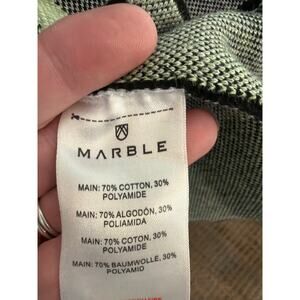 MARBLE
MAIN: 70% COTTON, 30%
POLYAMIDE
MAIN: 70% ALGODÓN, 30%
POLIAMIDA
MAIN: 70% COTON, 30%
POLYAMIDE
MAIN: 70% BAUMWOLLE, 30%
POLYAMID